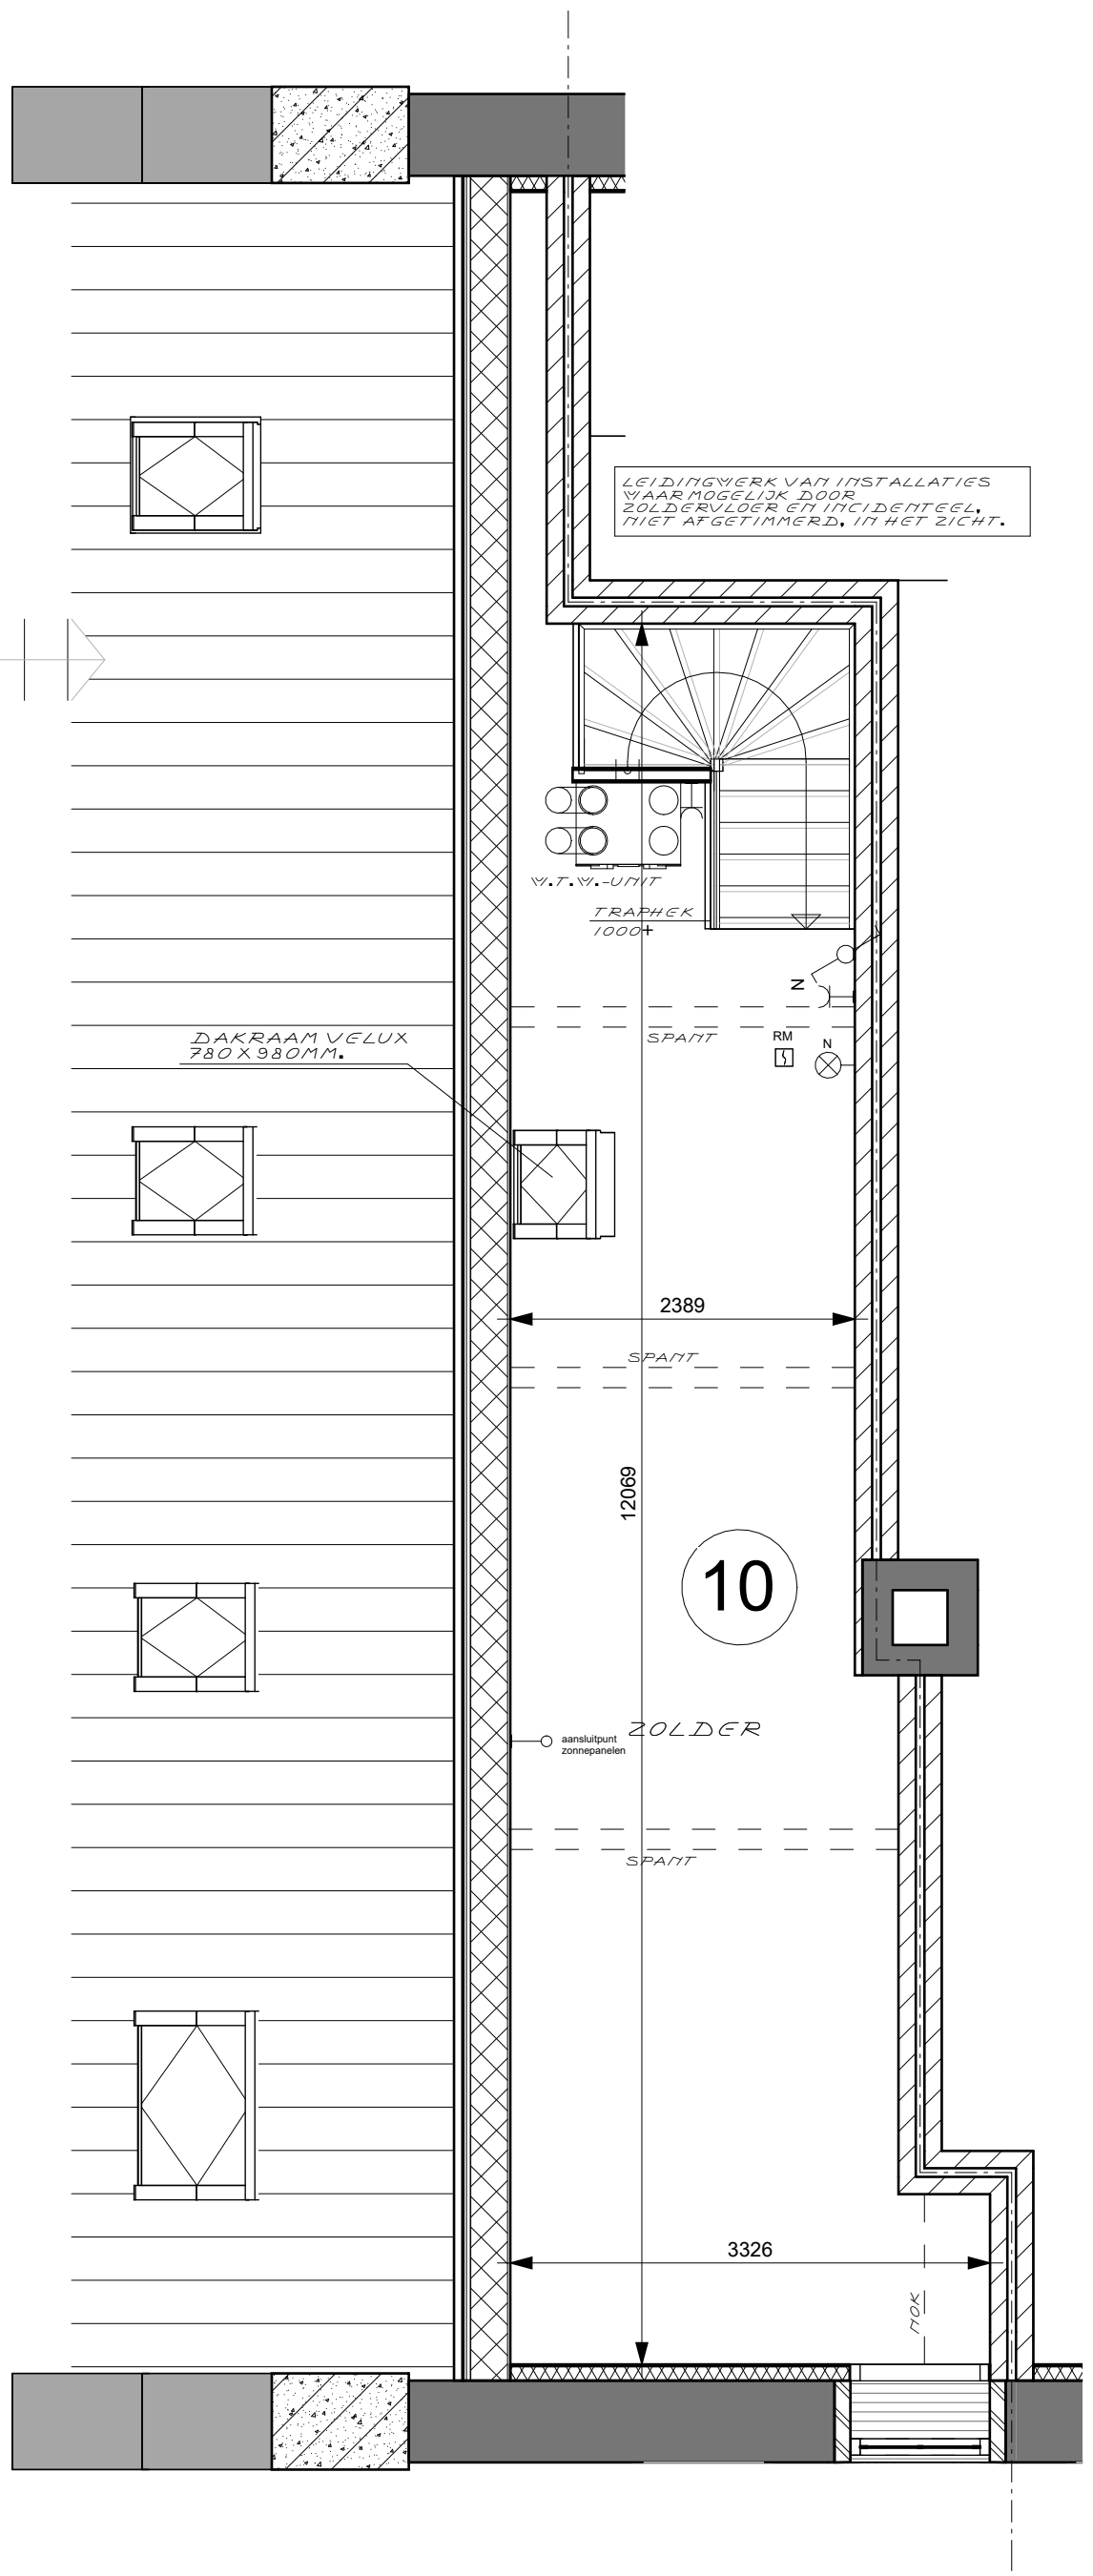 LEIDINGWERK VAN INSTALLATIES
WAAR MOGELIJK DOOR
ZOLDERVLOER EN INCIDENTEEL,
NIET AFGETIMMERD, IN HET ZICHT.
W.T.W.-UNIT
TRAPHEK
1000+
N
SPANT
RM
N
DAKRAAM VELUX
780X980MM.
2389
SPANT
12069
10
ZOLDER
aansluitpunt
zonnepanelen
SPANT
3326
NOK